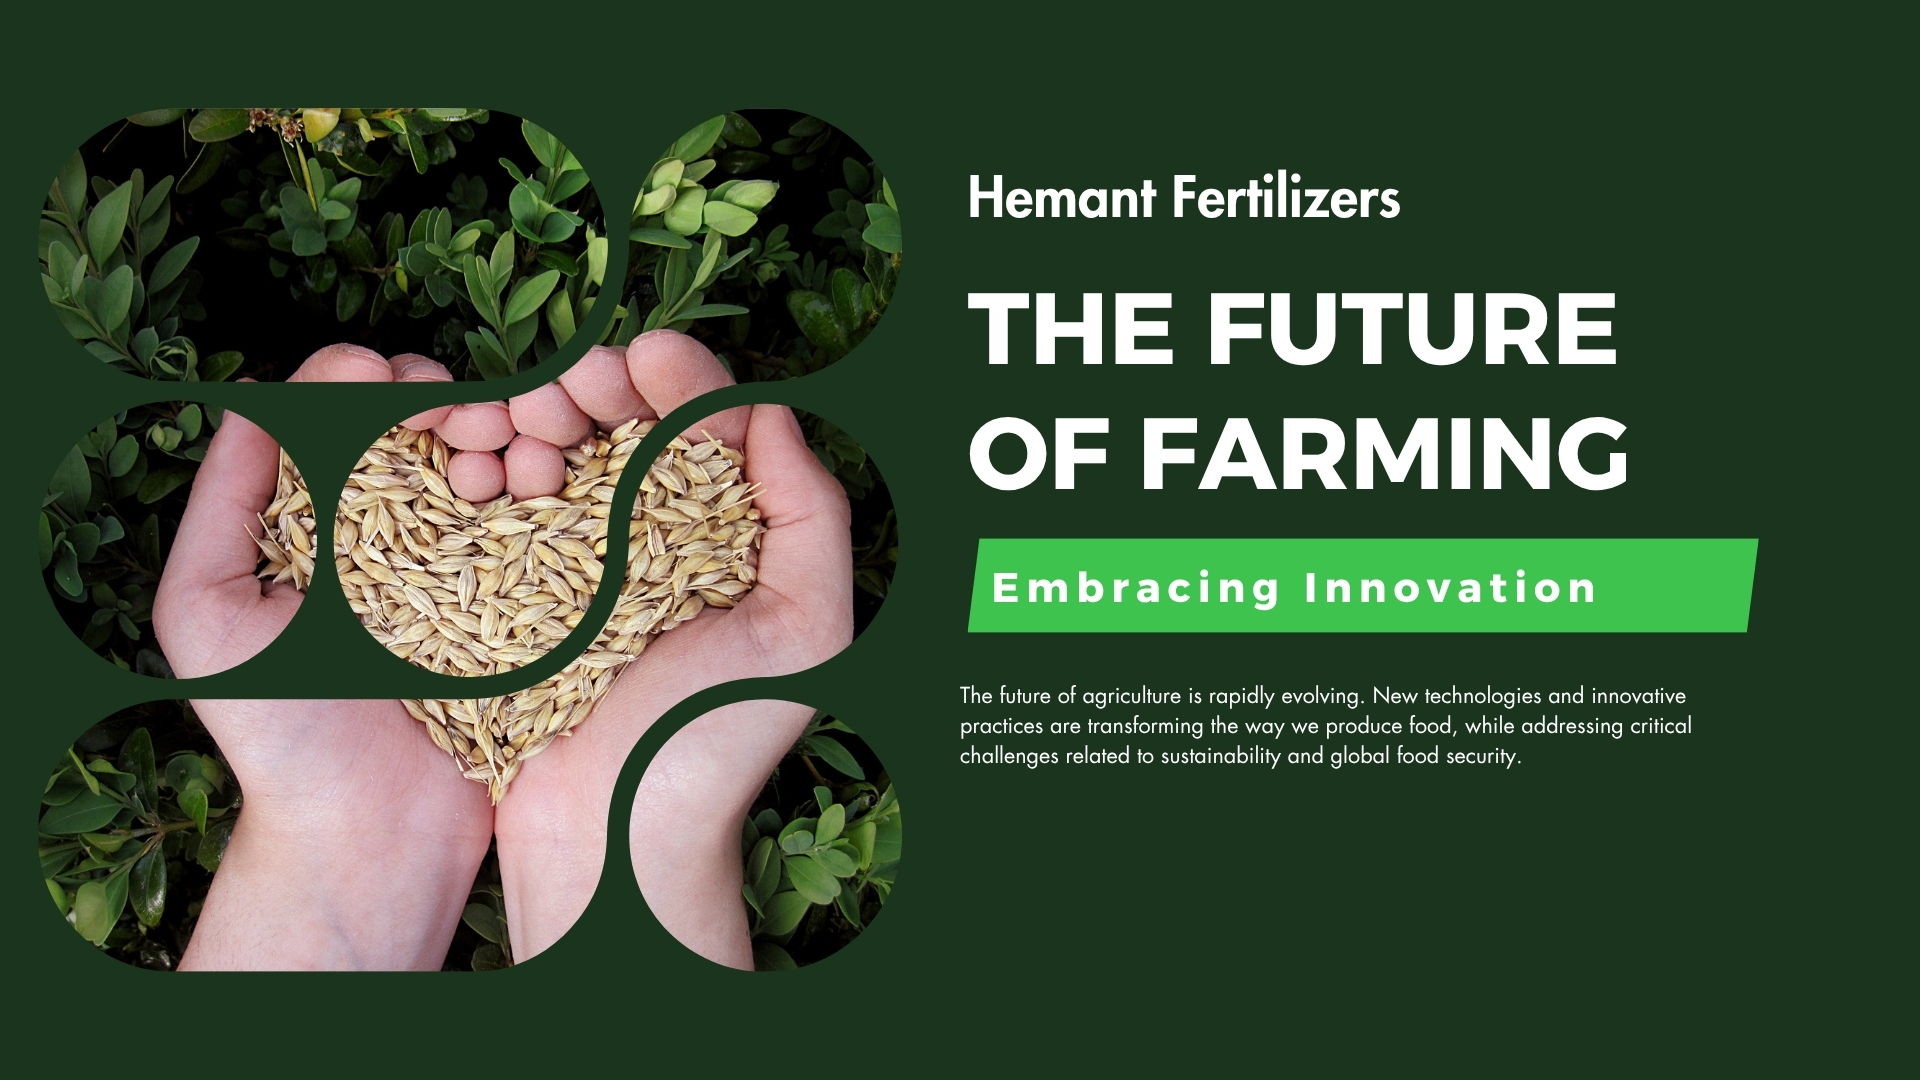 Hemant Fertilizers
THE FUTURE
OF FARMING
Embracing Innovation
The future of agriculture is rapidly evolving. New technologies and innovative
practices are transforming the way we produce food, while addressing critical
challenges related to sustainability and global food security.